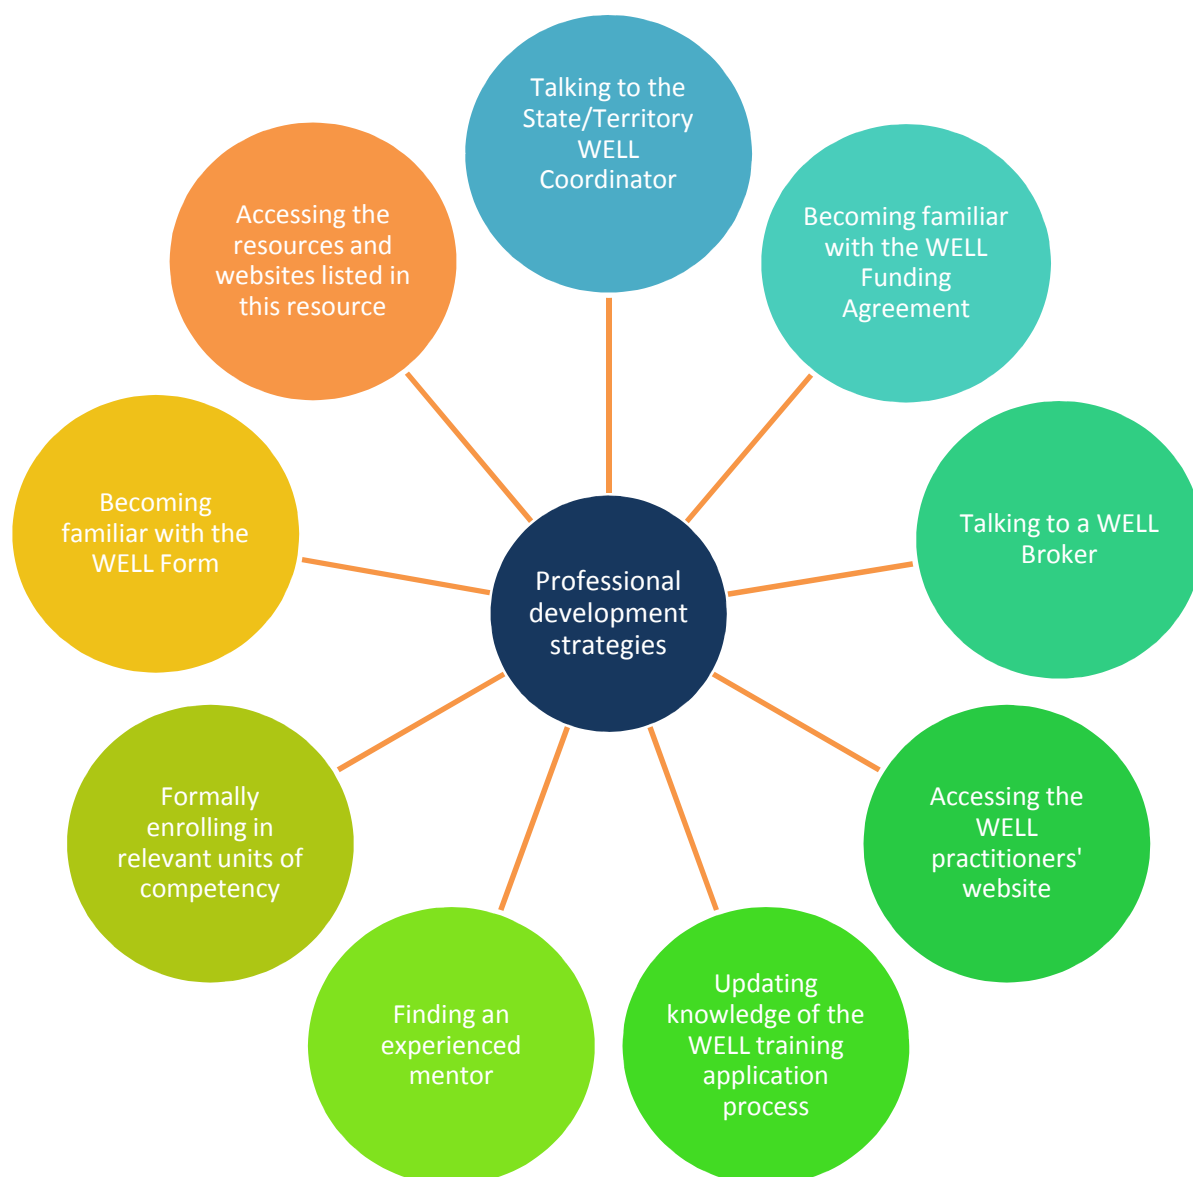 Talking to the
State/Territory
WELL
Coordinator
Becoming familiar
with the WELL
Funding
Agreement
Talking to a WELL
Broker
Accessing the
WELL
practitioners'
website
Updating
knowledge of the
WELL training
application
process
Finding an
experienced
mentor
Formally
enrolling in
relevant units of
competency
Becoming
familiar with the
WELL Form
Accessing the
resources and
websites listed in
this resource
Professional
development
strategies